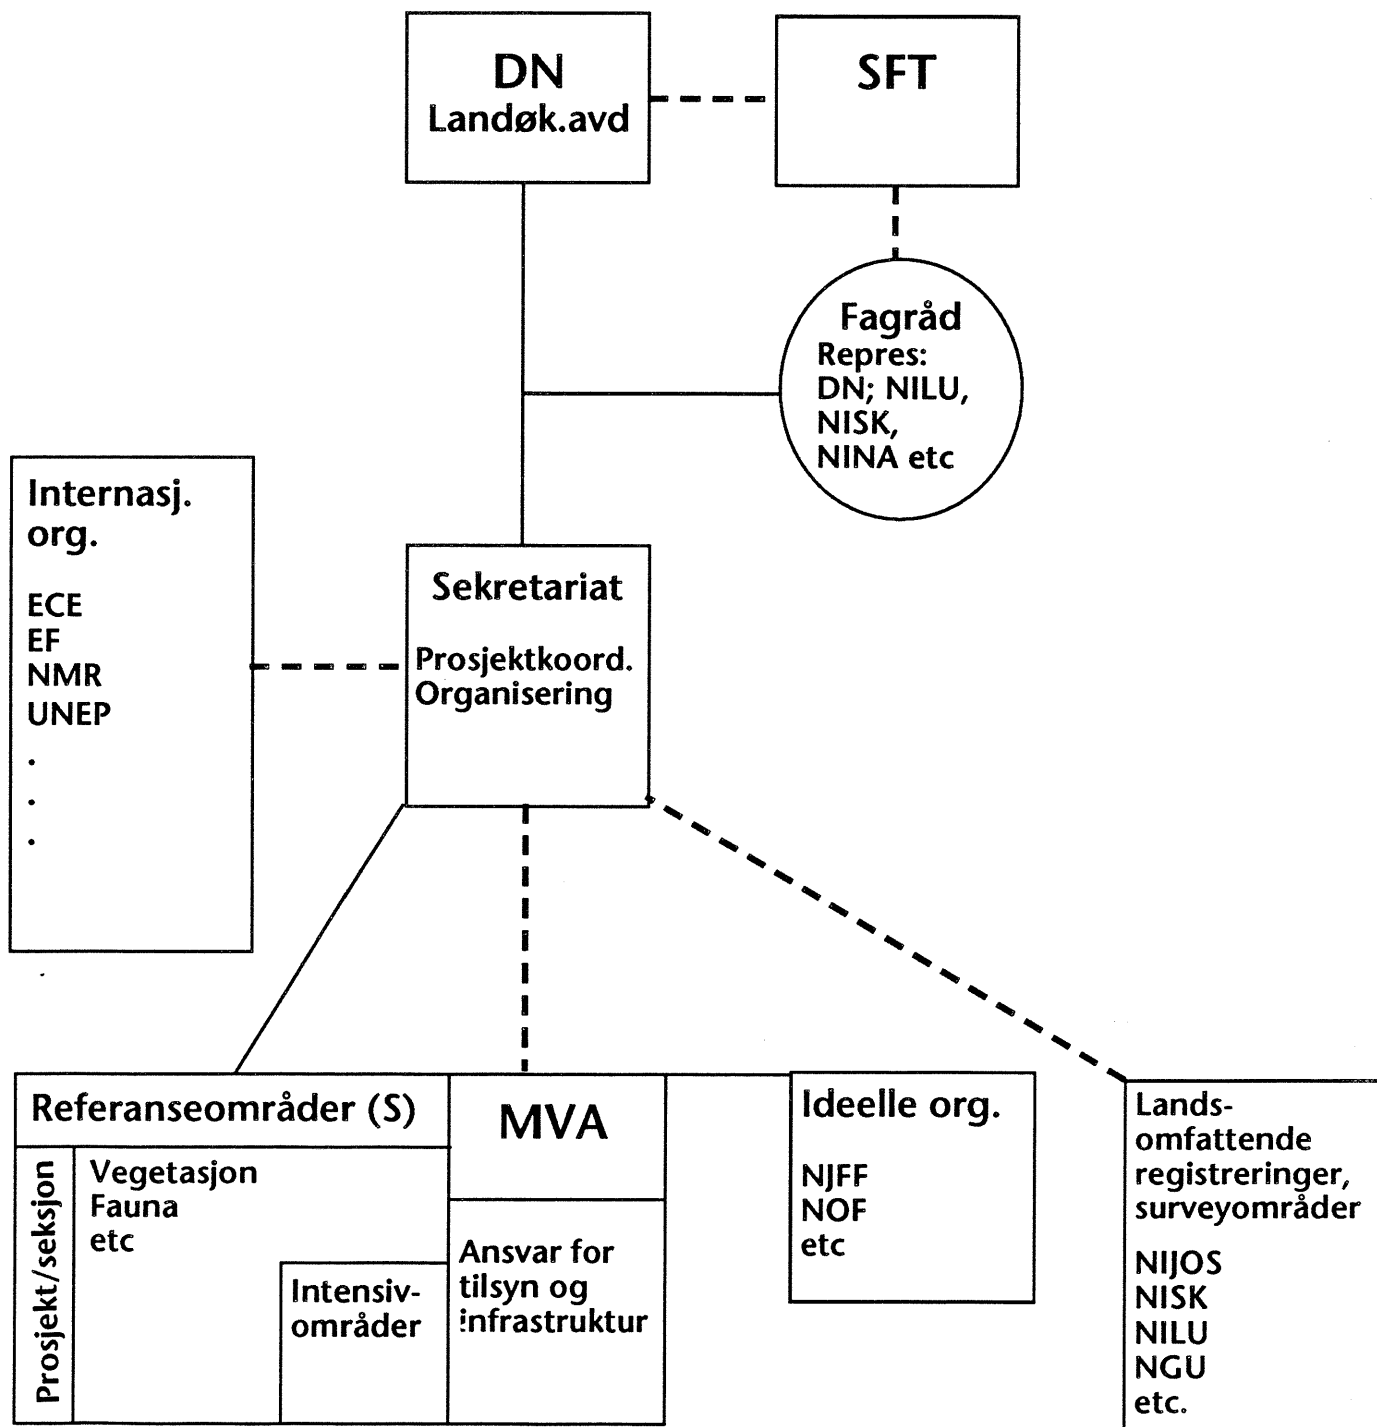 DN
Landøk.avd
SFT
Fagråd
Repres:
DN; NILU,
NISK,
NINA etc
Internasj.
org.
ECE
EF
NMR
UNEP
.
.
.
Sekretariat
Prosjektkoord.
Organisering
Referanseområder (S)
Prosjekt/seksjon
Vegetasjon
Fauna
etc
Intensiv-
områder
MVA
Ansvar for
tilsyn og
infrastruktur
Ideelle org.
NJFF
NOF
etc
Lands-
omfattende
registreringer,
surveyområder
NIJOS
NISK
NILU
NGU
etc.